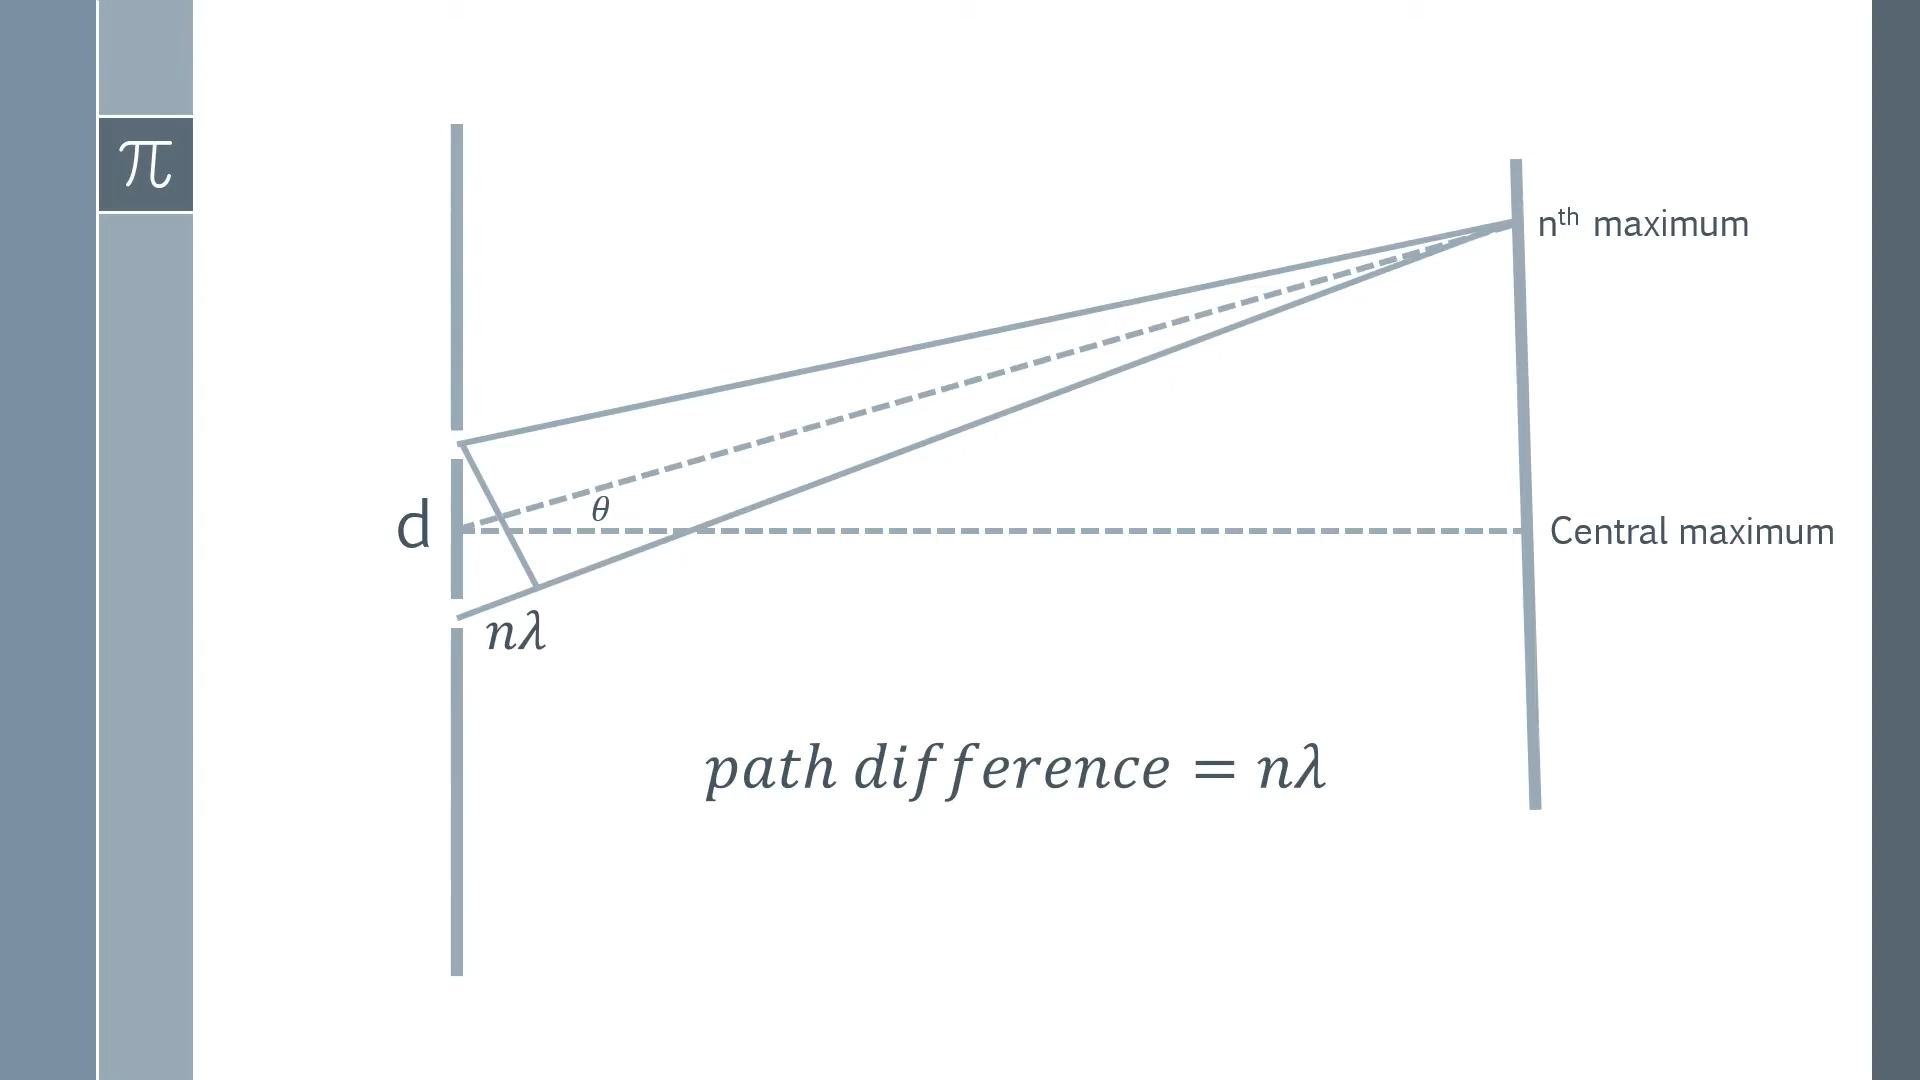 π
nᵗʰ maximum
θ
d
Central maximum
nλ
path difference = nλ